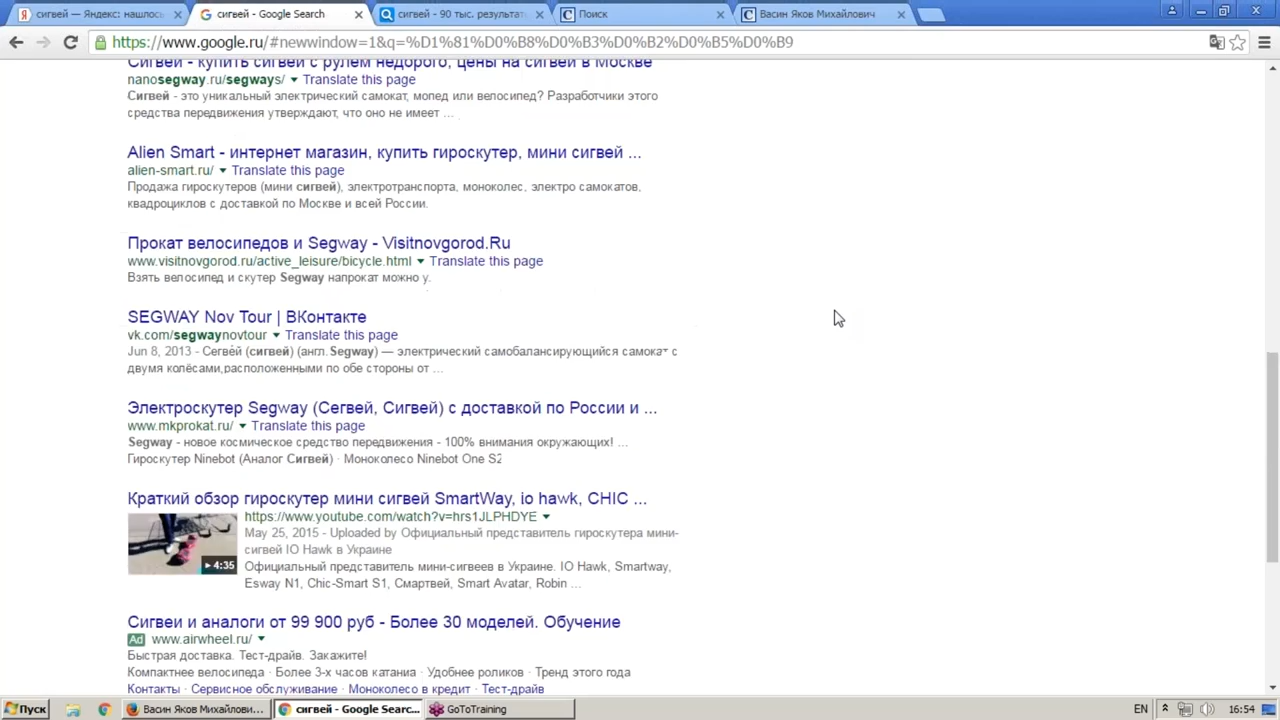 сигвей — Яндекс: нашлось
сигвей - Google Search
сигвей - 90 тыс. результат
Поиск
Васин Яков Михайлович
https://www.google.ru/#newwindow=1&q=%D1%81%D0%B8%D0%B3%D0%B2%D0%B5%D0%B9
Сигвей - купить сигвей с рулем недорого, цены на сигвей в Москве
nanosegway.ru/segways/ Translate this page
Сигвей - это уникальный электрический самокат, мопед или велосипед? Разработчики этого
средства передвижения утверждают, что оно не имеет ...
Alien Smart - интернет магазин, купить гироскутер, мини сигвей ...
alien-smart.ru/ Translate this page
Продажа гироскутеров (мини сигвей), электротранспорта, моноколес, электро самокатов,
квадроциклов с доставкой по Москве и всей России.
Прокат велосипедов и Segway - Visitnovgorod.Ru
www.visitnovgorod.ru/active_leisure/bicycle.html Translate this page
Взять велосипед и скутер Segway напрокат можно у.
SEGWAY Nov Tour | ВКонтакте
vk.com/segwaynovtour Translate this page
Jun 8, 2013 - Сегвей (сигвей) (англ. Segway) — электрический самобалансирующийся самокат с
двумя колёсами,расположенными по обе стороны от ...
Электроскутер Segway (Сегвей, Сигвей) с доставкой по России и ...
www.mkprokat.ru/ Translate this page
Segway - новое космическое средство передвижения - 100% внимания окружающих! ...
Гироскутер Ninebot (Аналог Сигвей) · Моноколесо Ninebot One S2
Краткий обзор гироскутер мини сигвей SmartWay, io hawk, CHIC ...
https://www.youtube.com/watch?v=hrs1JLPHDYE
May 25, 2015 - Uploaded by Официальный представитель гироскутера мини-
сигвей IO Hawk в Украине
4:35
Официальный представитель мини-сигвеев в Украине. IO Hawk, Smartway,
Esway N1, Chic-Smart S1, Смартвей, Smart Avatar, Robin ...
Сигвеи и аналоги от 99 900 руб - Более 30 моделей. Обучение
Ad www.airwheel.ru/
Быстрая доставка. Тест-драйв. Закажите!
Компактнее велосипеда · Более 3-х часов катания · Удобнее роликов · Тренд этого года
Контакты · Сервисное обслуживание · Моноколесо в кредит · Тест-драйв
Пуск
Васин Яков Михайлови...
сигвей - Google Searc...
GoToTraining
EN
16:54